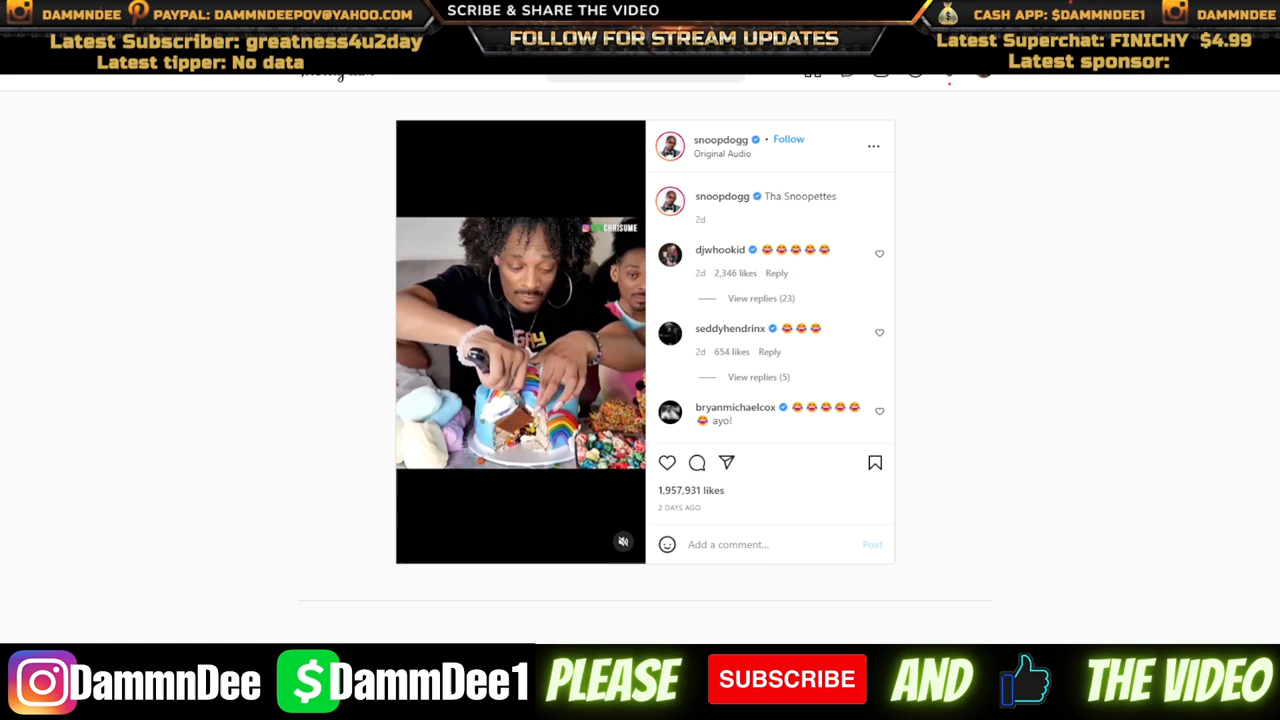 DAMMNDEE
PAYPAL: DAMMNDEEPOV@YAHOO.COM
SCRIBE & SHARE THE VIDEO
CASH APP: $DAMMNDEE1
DAMMNDEE
Latest Subscriber: greatness4u2day
FOLLOW FOR STREAM UPDATES
Latest Superchat: FINICHY $4.99
Latest tipper: No data
Latest sponsor:
snoopdogg • Follow
Original Audio
snoopdogg Tha Snoopettes
2d
djwhookid 😂😂😂😂😂
2d 2,346 likes Reply
View replies (23)
seddyhendrinx 😂😂😂
2d 654 likes Reply
View replies (5)
bryanmichaelcox 😂😂😂😂😂
😂 ayo!
1,957,931 likes
2 DAYS AGO
Add a comment... Post
CHRISUME
GAY
DammnDee
$DammDee1
PLEASE
SUBSCRIBE
AND
THE VIDEO